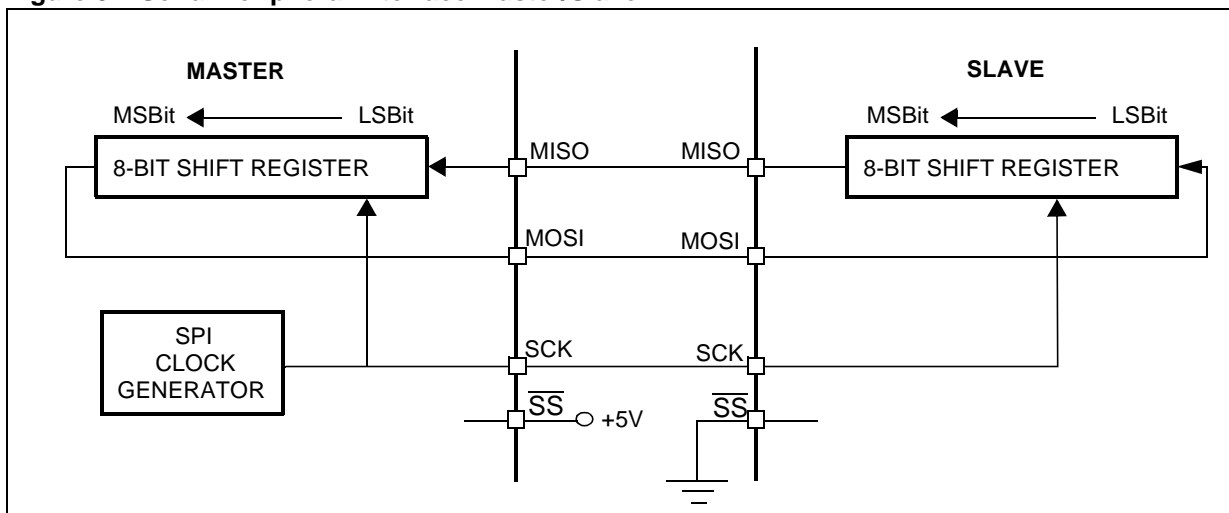 MASTER
SLAVE
MSBit LSBit
MSBit LSBit
8-BIT SHIFT REGISTER
MISO
MISO
8-BIT SHIFT REGISTER
MOSI
MOSI
SPI
CLOCK
GENERATOR
SCK
SCK
SS
+5V
SS